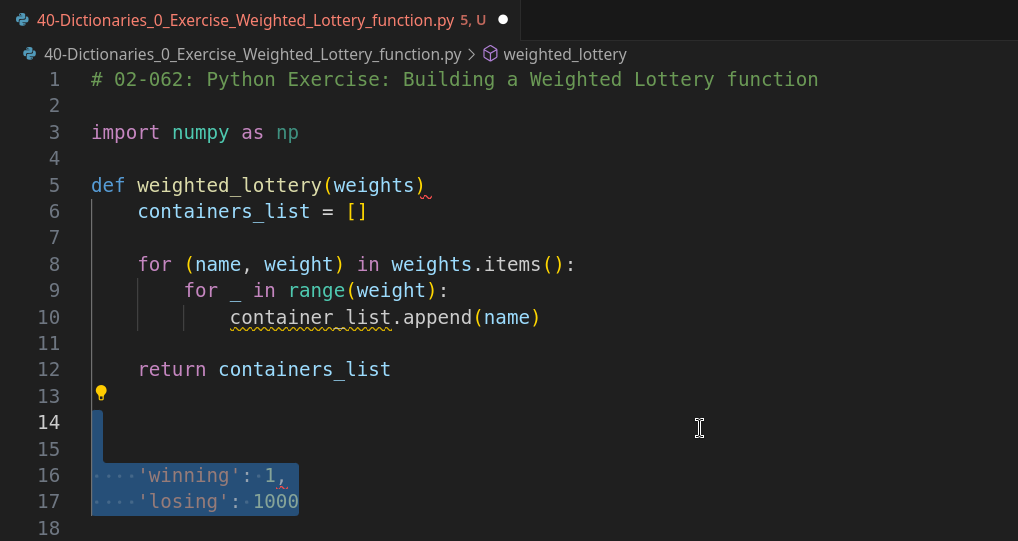 40-Dictionaries_0_Exercise_Weighted_Lottery_function.py 5, U
40-Dictionaries_0_Exercise_Weighted_Lottery_function.py > weighted_lottery
1 # 02-062: Python Exercise: Building a Weighted Lottery function
2
3 import numpy as np
4
5 def weighted_lottery(weights)
6     containers_list = []
7
8     for (name, weight) in weights.items():
9         for _ in range(weight):
10             container_list.append(name)
11
12     return containers_list
13
14
15
16 ····'winning':·1,
17 ····'losing':·1000
18